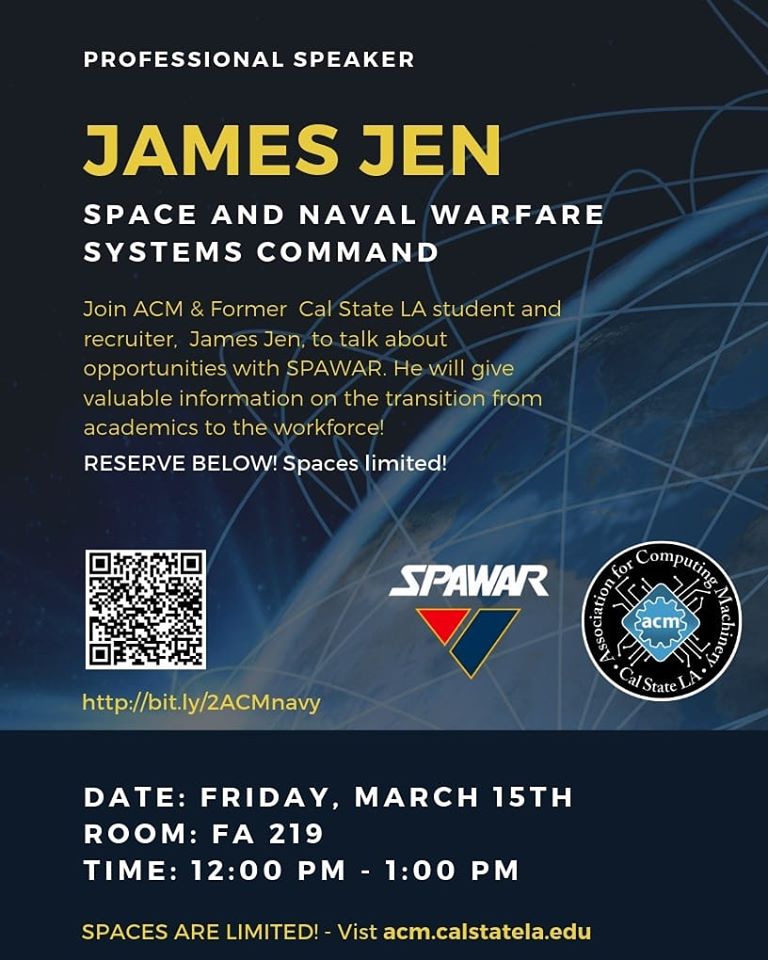 PROFESSIONAL SPEAKER
JAMES JEN
SPACE AND NAVAL WARFARE
SYSTEMS COMMAND
Join ACM & Former Cal State LA student and
recruiter, James Jen, to talk about
opportunities with SPAWAR. He will give
valuable information on the transition from
academics to the workforce!
RESERVE BELOW! Spaces limited!
SPAWAR
Association for Computing Machinery
acm
• Cal State LA •
http://bit.ly/2ACMnavy
DATE: FRIDAY, MARCH 15TH
ROOM: FA 219
TIME: 12:00 PM - 1:00 PM
SPACES ARE LIMITED! - Vist acm.calstatela.edu